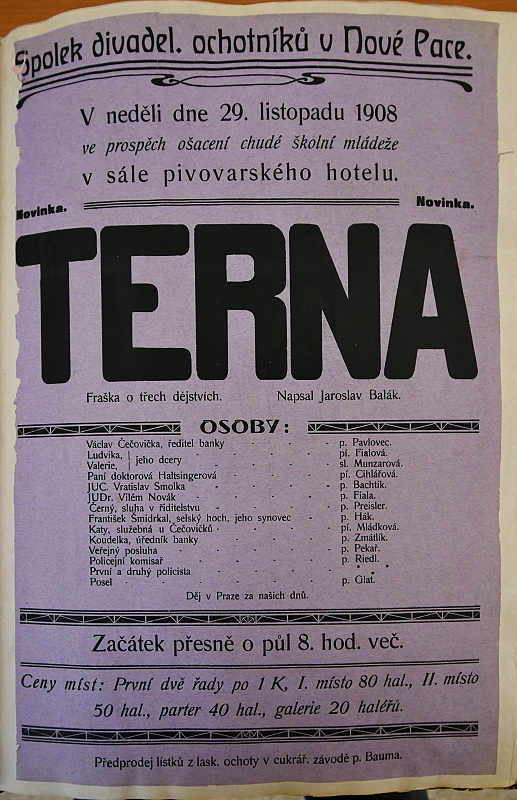 Spolek divadel. ochotníků v Nové Pace.
V neděli dne 29. listopadu 1908
ve prospěch ošacení chudé školní mládeže
v sále pivovarského hotelu.
Novinka. Novinka.
TERNA
Fraška o třech dějstvích. Napsal Jaroslav Balák.
OSOBY:
Václav Čečovička, ředitel banky - - - - - p. Pavlovec.
Ludvika, } jeho dcery - - - - - pí. Fialová.
Valerie, - - - - - sl. Munzarová.
Paní doktorová Haltsingerová - - - - - pí. Cihlářová.
JUC. Vratislav Smolka - - - - - p. Bachtík.
JUDr. Vilém Novák - - - - - p. Fiala.
Černý, sluha v ředitelstvu - - - - - p. Preisler.
František Šmidrkal, selský hoch, jeho synovec - - p. Hák.
Katy, služebná u Čečovičků - - - - - pí. Mládková.
Koudelka, úředník banky - - - - - p. Zmátlík.
Veřejný posluha - - - - - p. Pekař.
Policejní komisař - - - - - p. Riedl.
První a druhý policista - - - - - * *
Posel - - - - - p. Glat.
Děj v Praze za našich dnů.
Začátek přesně o půl 8. hod. več.
Ceny míst: První dvě řady po 1 K, I. místo 80 hal., II. místo
50 hal., parter 40 hal., galerie 20 haléřů.
Předprodej lístků z lask. ochoty v cukrář. závodě p. Bauma.